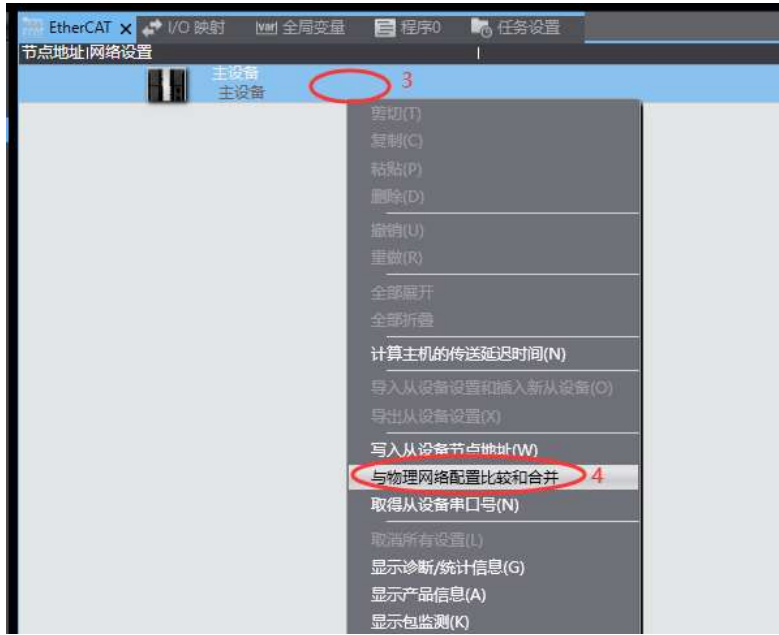 EtherCAT I/O 映射 var 全局变量 程序0 任务设置
节点地址|网络设置
主设备
主设备
3
剪切(T)
复制(C)
粘贴(P)
删除(D)
撤销(U)
重做(R)
全部展开
全部折叠
计算主机的传送延迟时间(N)
导入从设备设置和插入新从设备(O)
导出从设备设置(X)
写入从设备节点地址(W)
与物理网络配置比较和合并 4
取得从设备串口号(N)
取消所有设置(L)
显示诊断/统计信息(G)
显示产品信息(A)
显示包监测(K)